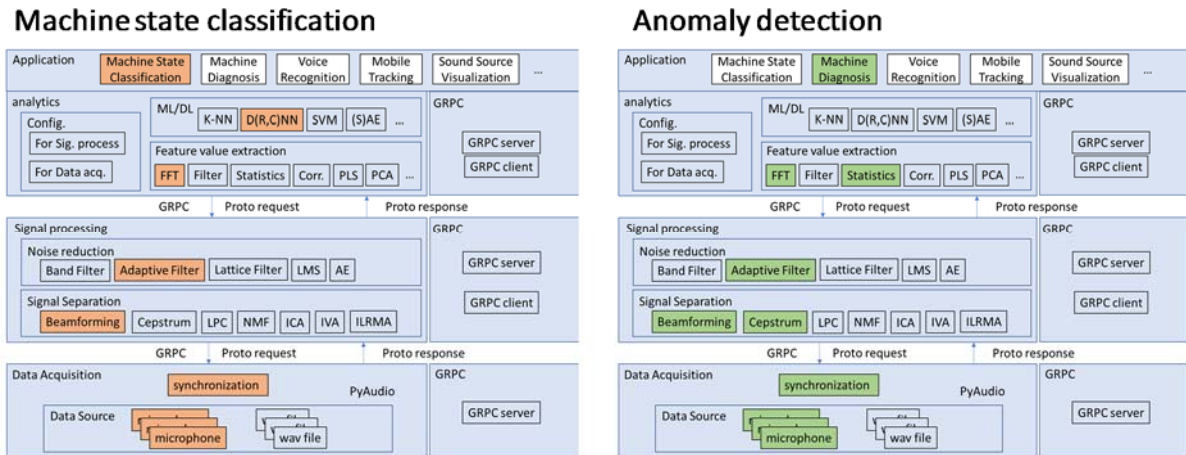 Machine state classification
Application
Machine State
Classification
Machine
Diagnosis
Voice
Recognition
Mobile
Tracking
Sound Source
Visualization
...
analytics
Config.
For Sig. process
For Data acq.
ML/DL
K-NN
D(R,C)NN
SVM
(S)AE
...
Feature value extraction
FFT
Filter
Statistics
Corr.
PLS
PCA
...
GRPC
GRPC server
GRPC client
GRPC
Proto request
Proto response
Signal processing
Noise reduction
Band Filter
Adaptive Filter
Lattice Filter
LMS
AE
Signal Separation
Beamforming
Cepstrum
LPC
NMF
ICA
IVA
ILRMA
GRPC
GRPC server
GRPC client
GRPC
Proto request
Proto response
Data Acquisition
synchronization
PyAudio
Data Source
microphone
wav file
GRPC
GRPC server
Anomaly detection
Application
Machine State
Classification
Machine
Diagnosis
Voice
Recognition
Mobile
Tracking
Sound Source
Visualization
...
analytics
Config.
For Sig. process
For Data acq.
ML/DL
K-NN
D(R,C)NN
SVM
(S)AE
...
Feature value extraction
FFT
Filter
Statistics
Corr.
PLS
PCA
...
GRPC
GRPC server
GRPC client
GRPC
Proto request
Proto response
Signal processing
Noise reduction
Band Filter
Adaptive Filter
Lattice Filter
LMS
AE
Signal Separation
Beamforming
Cepstrum
LPC
NMF
ICA
IVA
ILRMA
GRPC
GRPC server
GRPC client
GRPC
Proto request
Proto response
Data Acquisition
synchronization
PyAudio
Data Source
microphone
wav file
GRPC
GRPC server